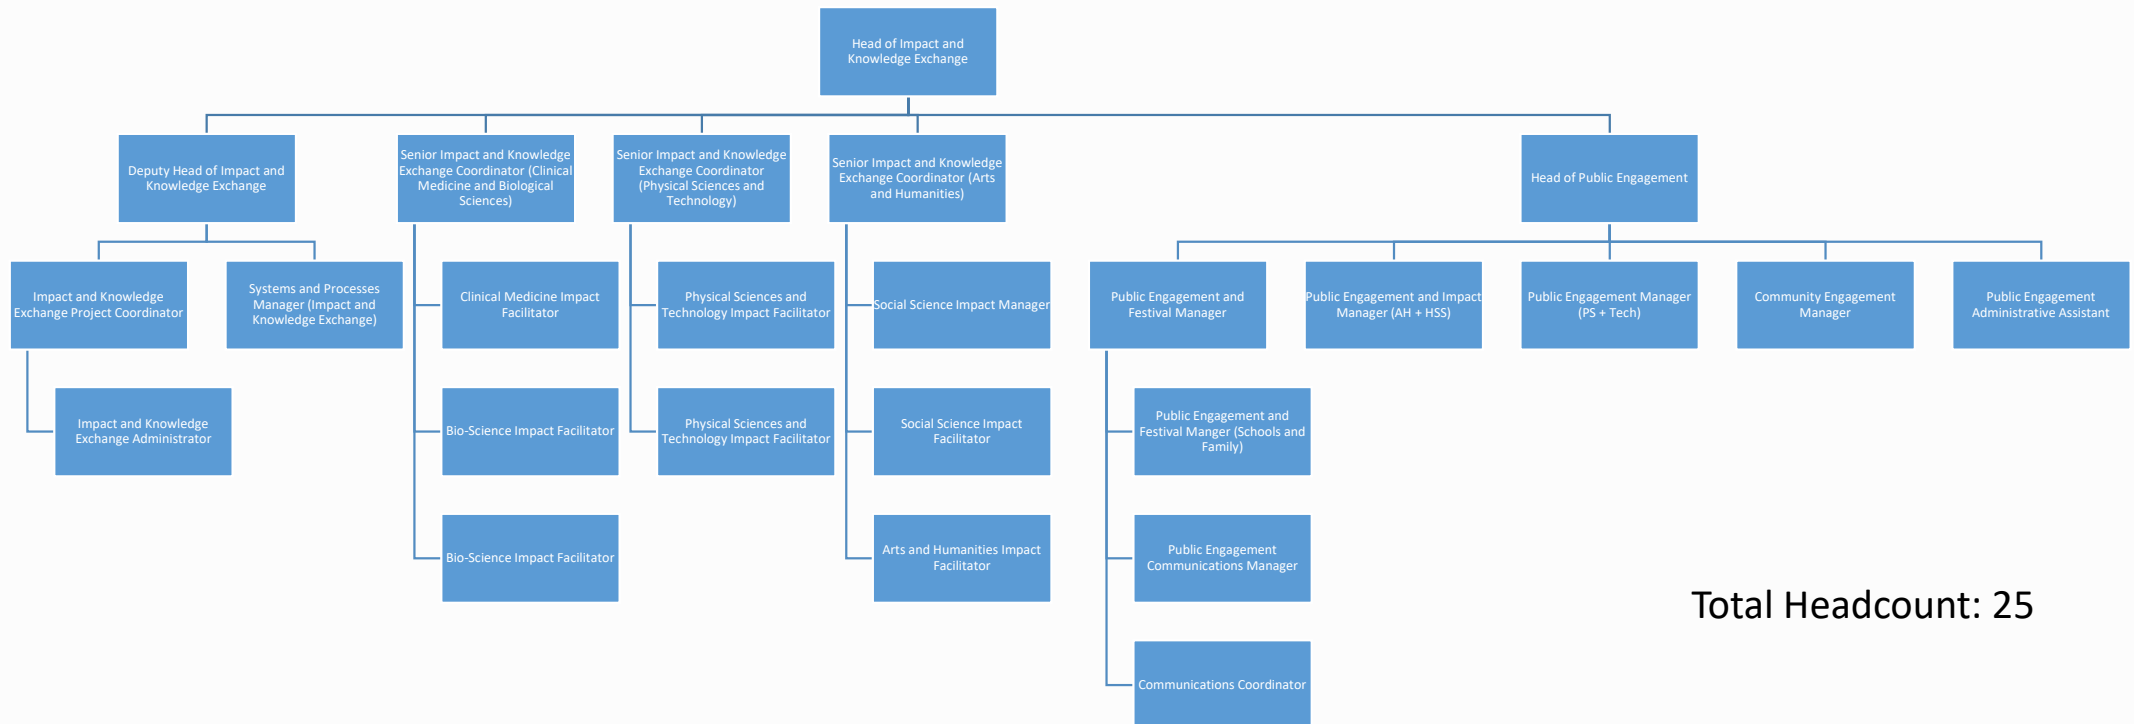 Head of Impact and
Knowledge Exchange
Deputy Head of Impact and
Knowledge Exchange
Senior Impact and Knowledge
Exchange Coordinator (Clinical
Medicine and Biological
Sciences)
Senior Impact and Knowledge
Exchange Coordinator
(Physical Sciences and
Technology)
Senior Impact and Knowledge
Exchange Coordinator (Arts
and Humanities)
Head of Public Engagement
Impact and Knowledge
Exchange Project Coordinator
Systems and Processes
Manager (Impact and
Knowledge Exchange)
Clinical Medicine Impact
Facilitator
Physical Sciences and
Technology Impact Facilitator
Social Science Impact Manager
Public Engagement and
Festival Manager
Public Engagement and Impact
Manager (AH + HSS)
Public Engagement Manager
(PS + Tech)
Community Engagement
Manager
Public Engagement
Administrative Assistant
Impact and Knowledge
Exchange Administrator
Bio-Science Impact Facilitator
Physical Sciences and
Technology Impact Facilitator
Social Science Impact
Facilitator
Public Engagement and
Festival Manger (Schools and
Family)
Bio-Science Impact Facilitator
Arts and Humanities Impact
Facilitator
Public Engagement
Communications Manager
Total Headcount: 25
Communications Coordinator